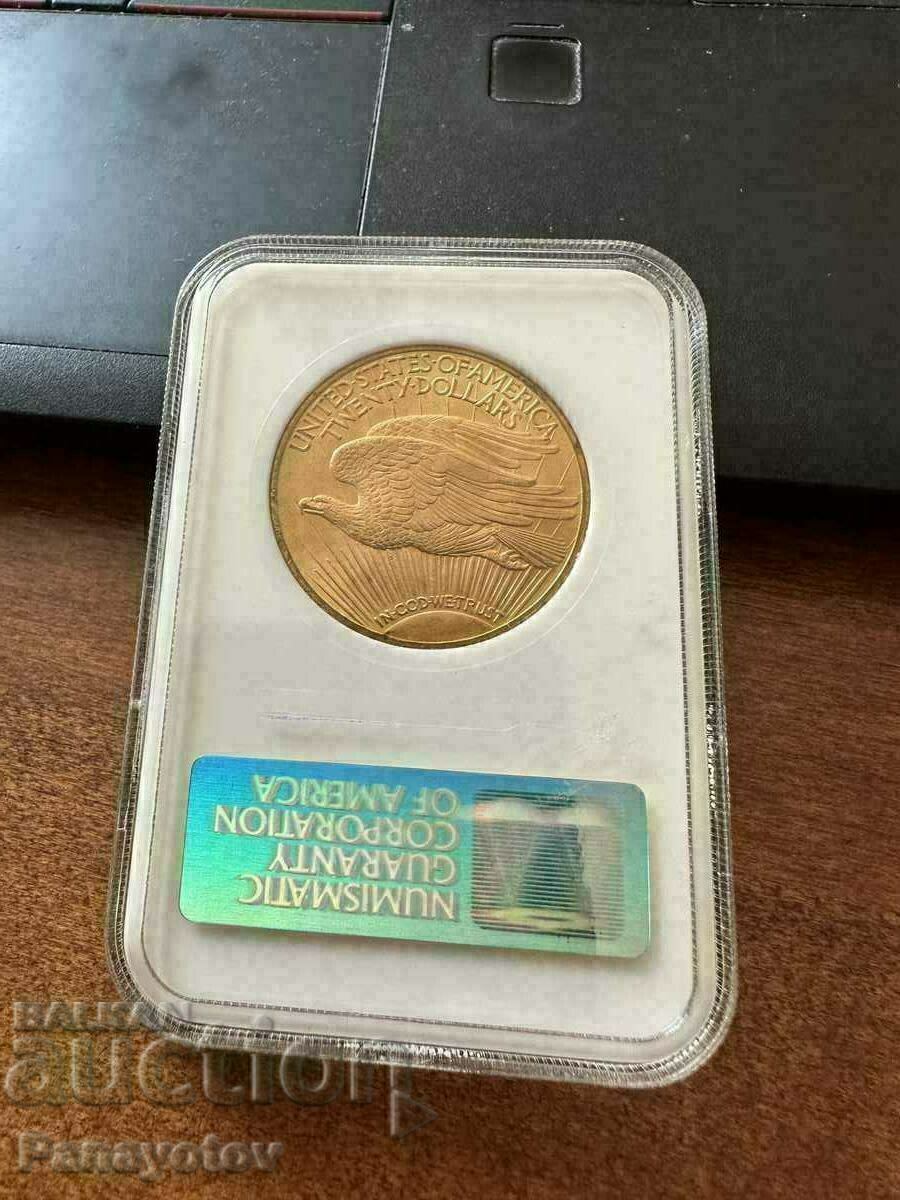 UNITED·STATES·OF·AMERICA
TWENTY·DOLLARS
IN·GOD·WE·TRUST
NUMISMATIC
GUARANTY
CORPORATION
OF AMERICA
BALKAN
auction
Panayotov